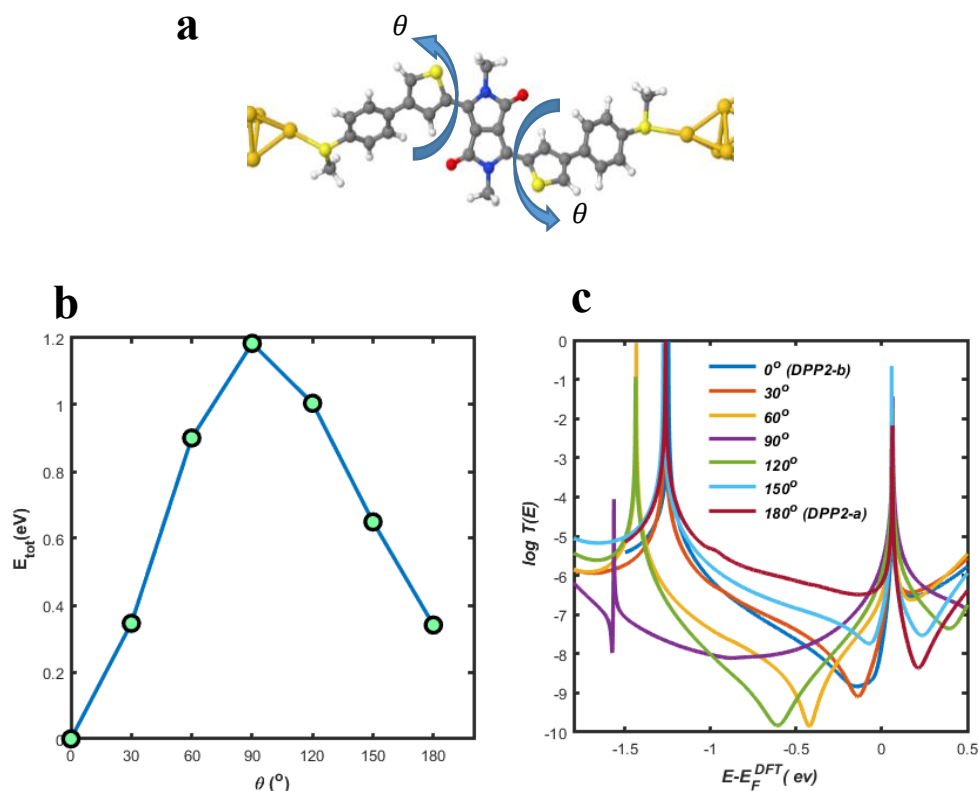 a
θ
θ
b
1.2
1
0.8
0.6
0.4
0.2
0
E_tot(eV)
0 30 60 90 120 150 180
θ (°)
c
0
-1
-2
-3
-4
-5
-6
-7
-8
-9
-10
log T(E)
0° (DPP2-b)
30°
60°
90°
120°
150°
180° (DPP2-a)
-1.5 -1 -0.5 0 0.5
E-E_F^DFT( ev)